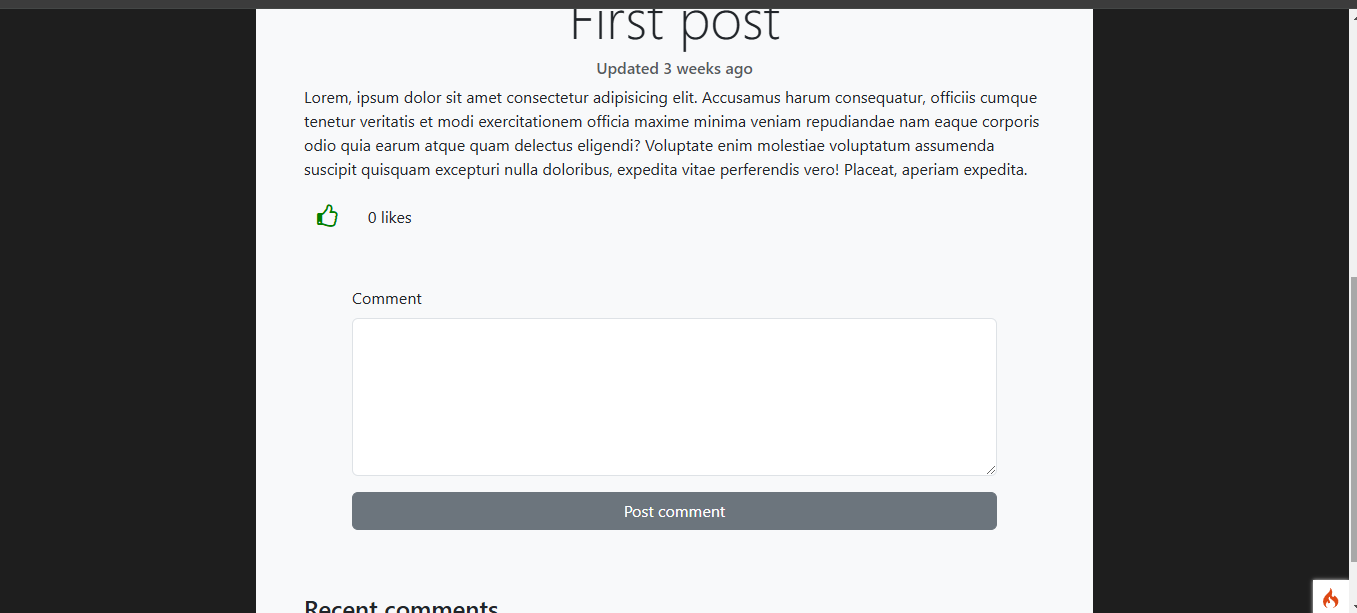 First post
Updated 3 weeks ago
Lorem, ipsum dolor sit amet consectetur adipisicing elit. Accusamus harum consequatur, officiis cumque
tenetur veritatis et modi exercitationem officia maxime minima veniam repudiandae nam eaque corporis
odio quia earum atque quam delectus eligendi? Voluptate enim molestiae voluptatum assumenda
suscipit quisquam excepturi nulla doloribus, expedita vitae perferendis vero! Placeat, aperiam expedita.
0 likes
Comment
Post comment
Recent comments